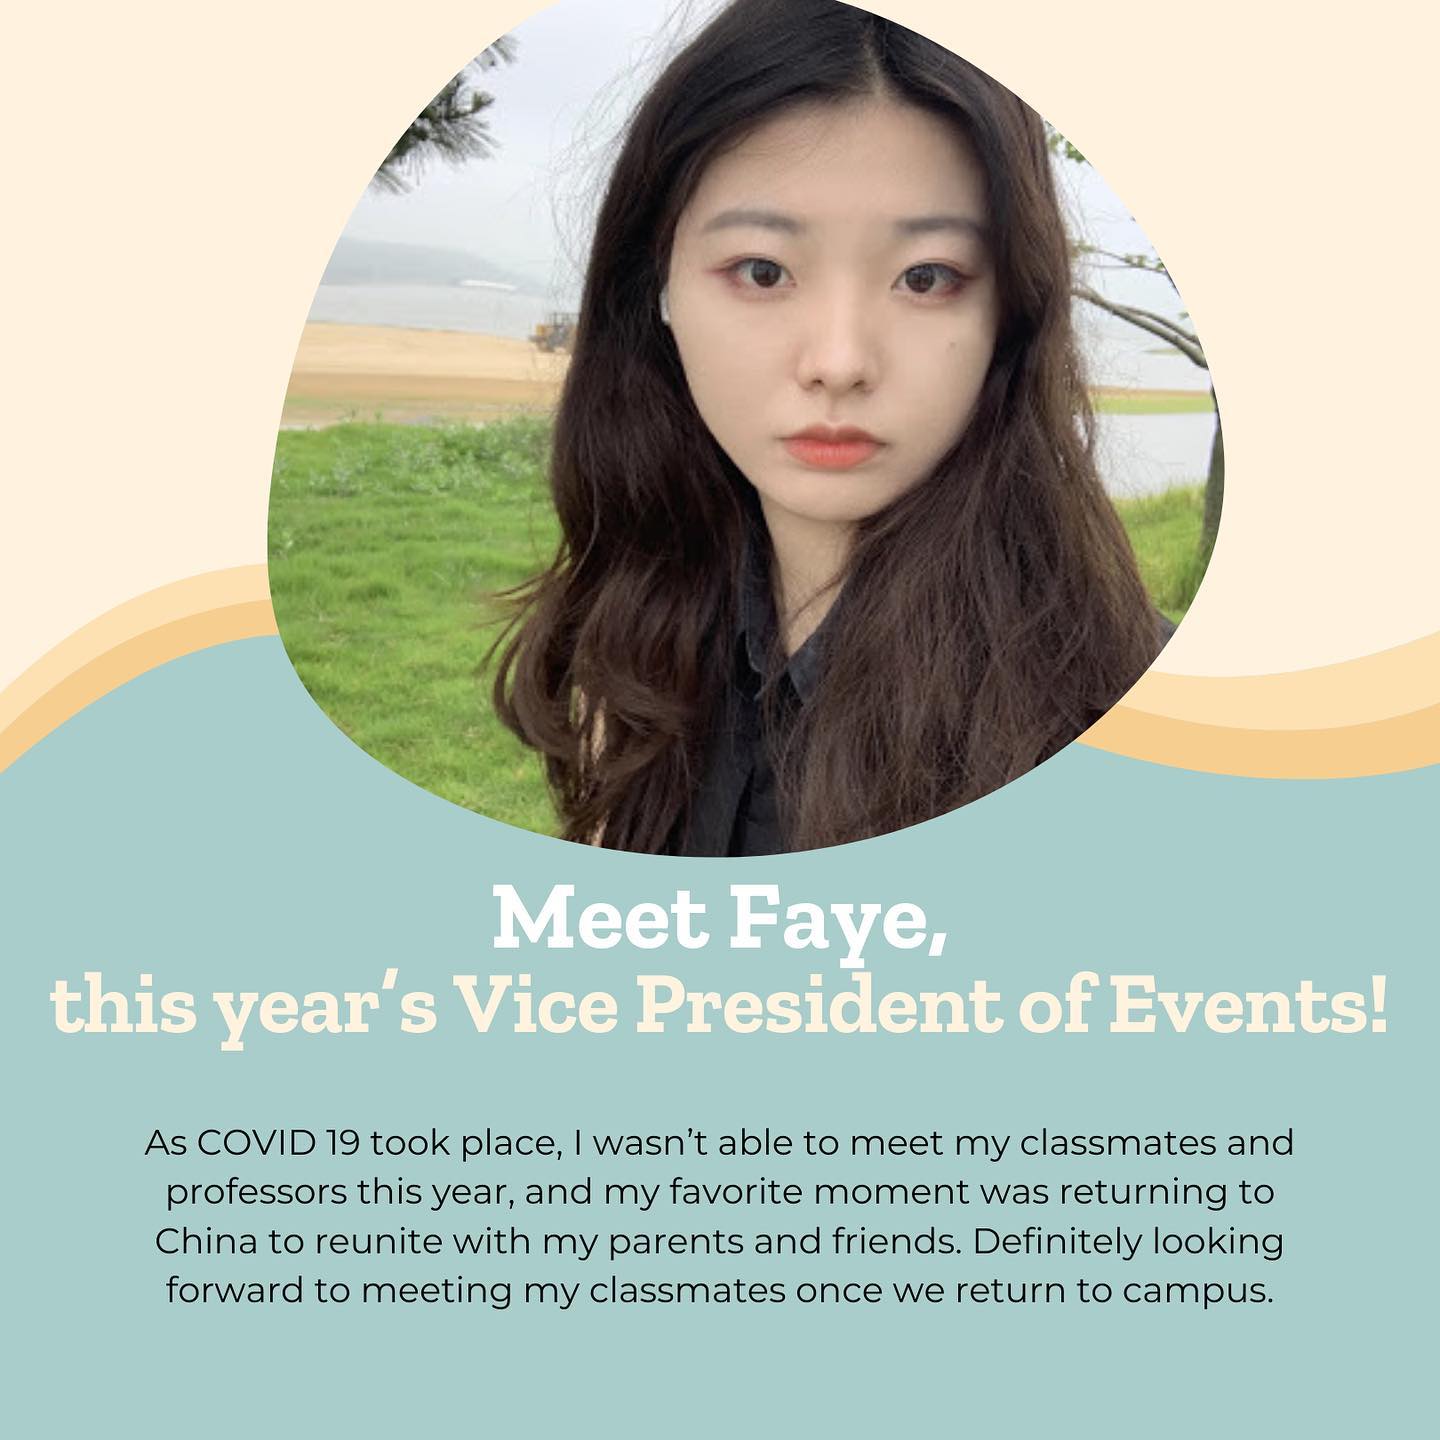 Meet Faye,
this year‘s Vice President of Events!
As COVID 19 took place, I wasn’t able to meet my classmates and
professors this year, and my favorite moment was returning to
China to reunite with my parents and friends. Definitely looking
forward to meeting my classmates once we return to campus.